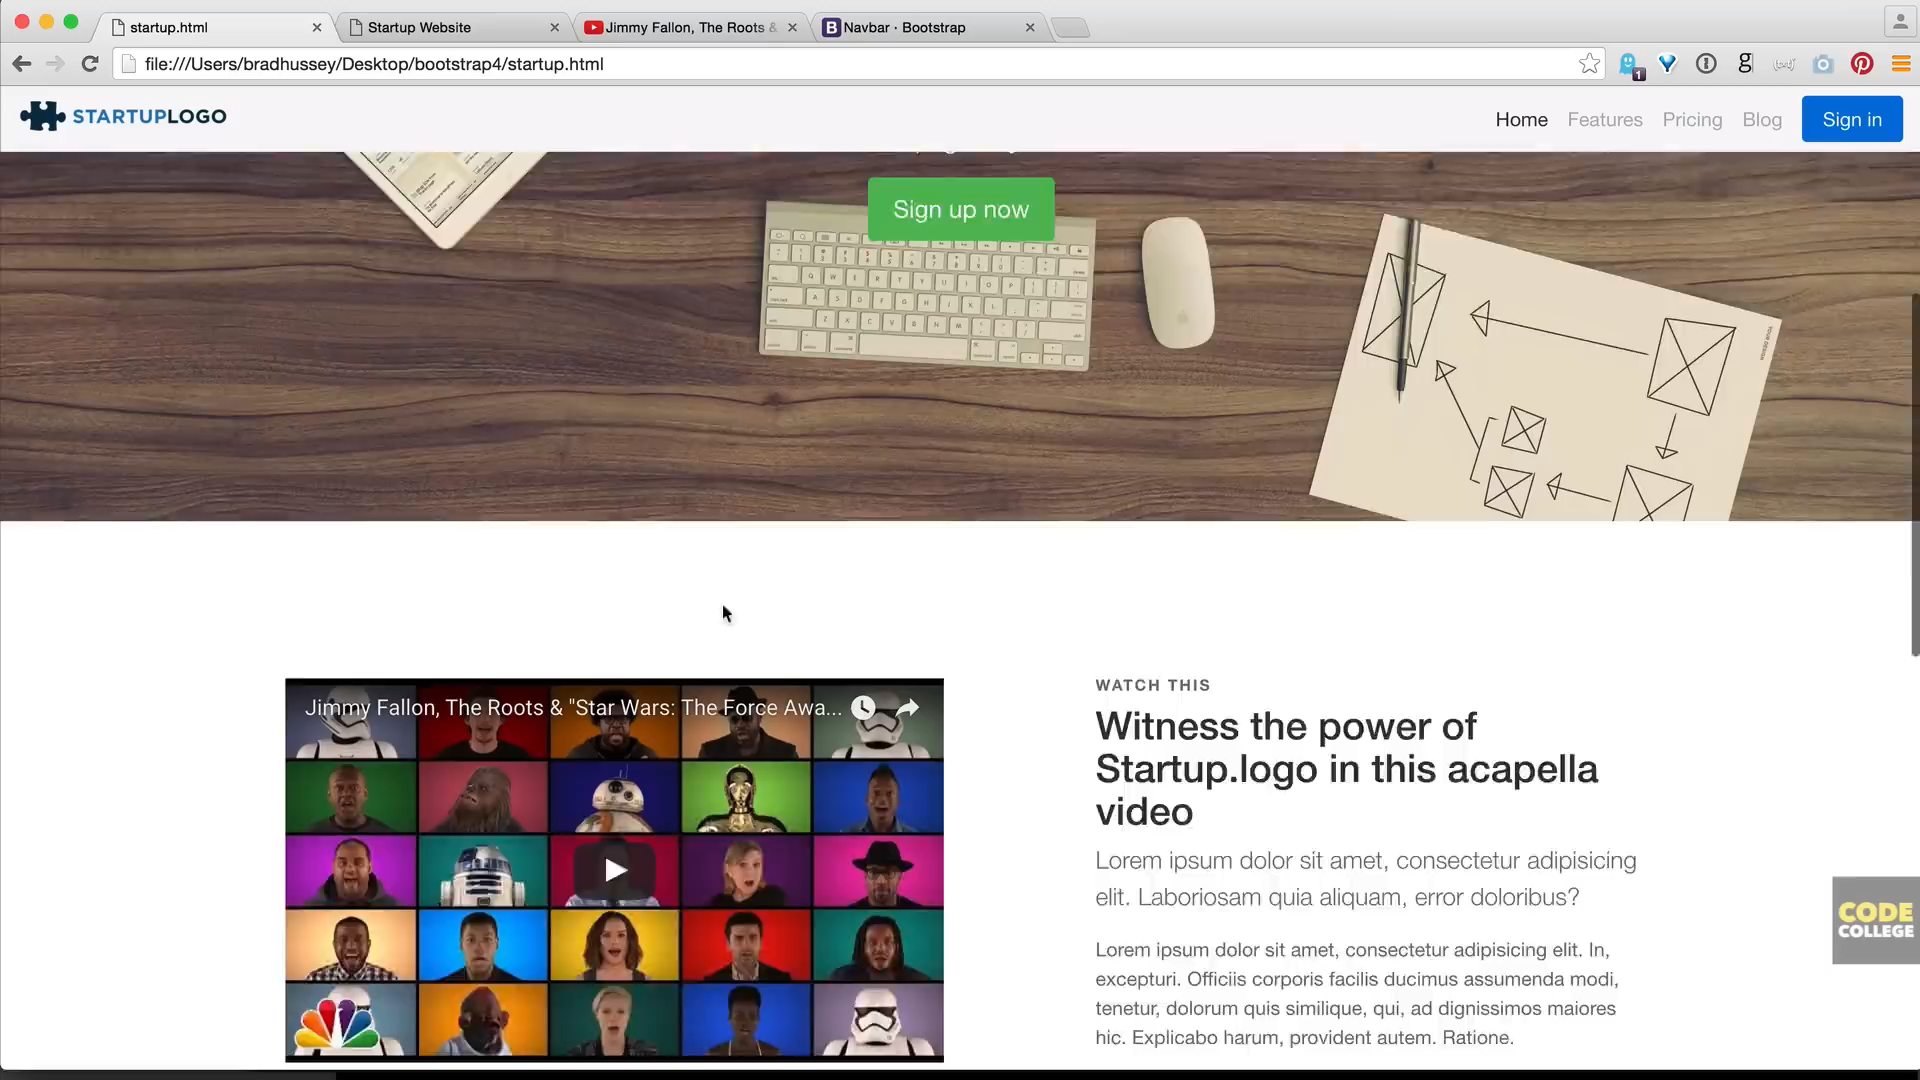 startup.html
Startup Website
Jimmy Fallon, The Roots &
Navbar · Bootstrap
file:///Users/bradhussey/Desktop/bootstrap4/startup.html
1
STARTUPLOGO
Home
Features
Pricing
Blog
Sign in
Sign up now
YOUR DESIGN
Jimmy Fallon, The Roots & "Star Wars: The Force Awa...
WATCH THIS
Witness the power of
Startup.logo in this acapella
video
Lorem ipsum dolor sit amet, consectetur adipisicing
elit. Laboriosam quia aliquam, error doloribus?
Lorem ipsum dolor sit amet, consectetur adipisicing elit. In,
excepturi. Officiis corporis facilis ducimus assumenda modi,
tenetur, dolorum quis similique, qui, ad dignissimos maiores
hic. Explicabo harum, provident autem. Ratione.
CODE
COLLEGE